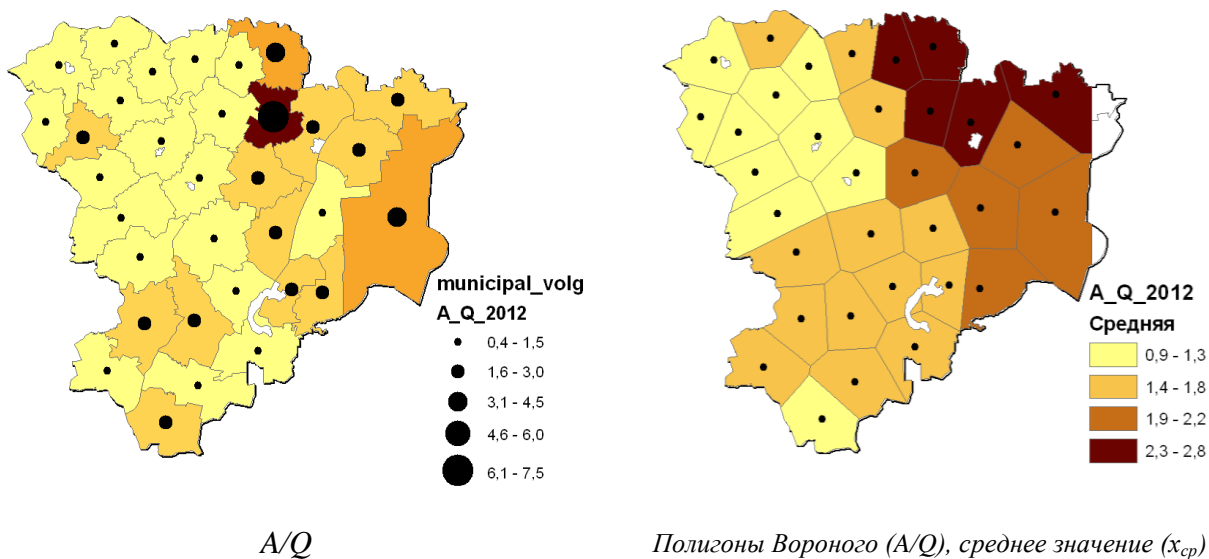 municipal_volg
A_Q_2012
0,4 - 1,5
1,6 - 3,0
3,1 - 4,5
4,6 - 6,0
6,1 - 7,5
A_Q_2012
Средняя
0,9 - 1,3
1,4 - 1,8
1,9 - 2,2
2,3 - 2,8
A/Q
Полигоны Вороного (A/Q), среднее значение (xср)